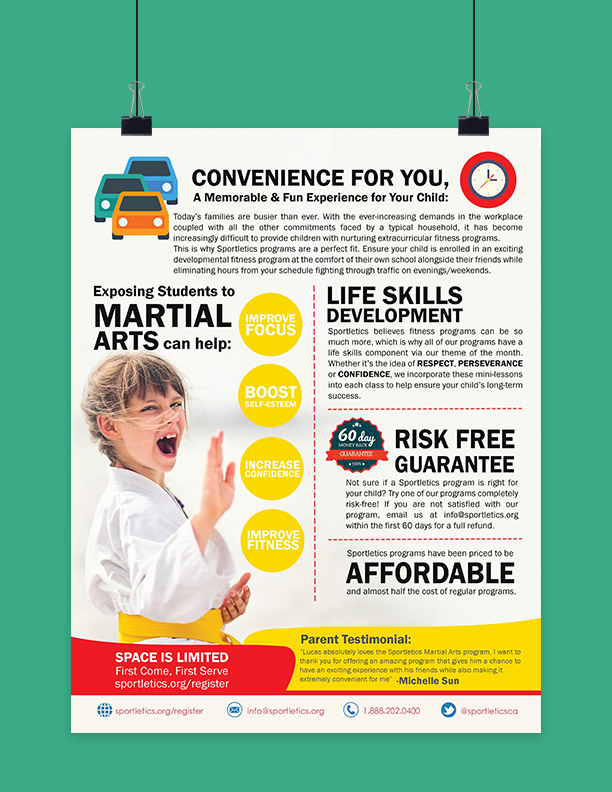 CONVENIENCE FOR YOU,
A Memorable & Fun Experience for Your Child:
Today's families are busier than ever. With the ever-increasing demands in the workplace
coupled with all the other commitments faced by a typical household, it has become
increasingly difficult to provide children with nurturing extracurricular fitness programs.
This is why Sportletics programs are a perfect fit. Ensure your child is enrolled in an exciting
developmental fitness program at the comfort of their own school alongside their friends while
eliminating hours from your schedule fighting through traffic on evenings/weekends.
Exposing Students to
MARTIAL
ARTS can help:
IMPROVE
FOCUS
BOOST
SELF-ESTEEM
INCREASE
CONFIDENCE
IMPROVE
FITNESS
LIFE SKILLS
DEVELOPMENT
Sportletics believes fitness programs can be so
much more, which is why all of our programs have a
life skills component via our theme of the month.
Whether it's the idea of RESPECT, PERSEVERANCE
or CONFIDENCE, we incorporate these mini-lessons
into each class to help ensure your child's long-term
success.
60 day
MONEY BACK
GUARANTEE
100%
RISK FREE
GUARANTEE
Not sure if a Sportletics program is right for
your child? Try one of our programs completely
risk-free! If you are not satisfied with our
program, email us at info@sportletics.org
within the first 60 days for a full refund.
Sportletics programs have been priced to be
AFFORDABLE
and almost half the cost of regular programs.
SPACE IS LIMITED
First Come, First Serve
sportletics.org/register
Parent Testimonial:
"Lucas absolutely loves the Sportletics Martial Arts program, I want to
thank you for offering an amazing program that gives him a chance to
have an exciting experience with his friends while also making it
extremely convenient for me" -Michelle Sun
sportletics.org/register
info@sportletics.org
1.888.202.0400
@sportleticsca